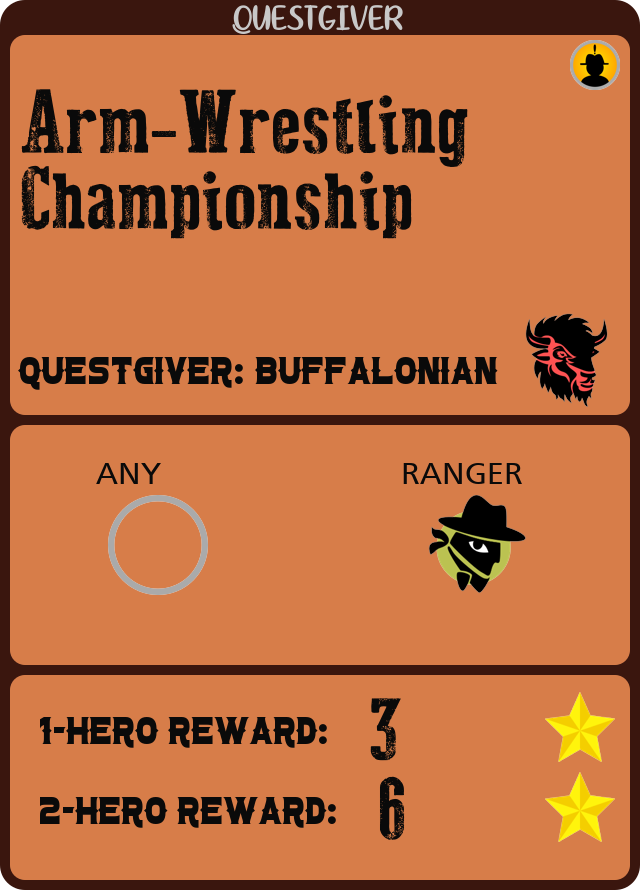 QUESTGIVER
Arm-Wrestling
Championship
QUESTGIVER: BUFFALONIAN
ANY
RANGER
1-HERO REWARD: 3
2-HERO REWARD: 6